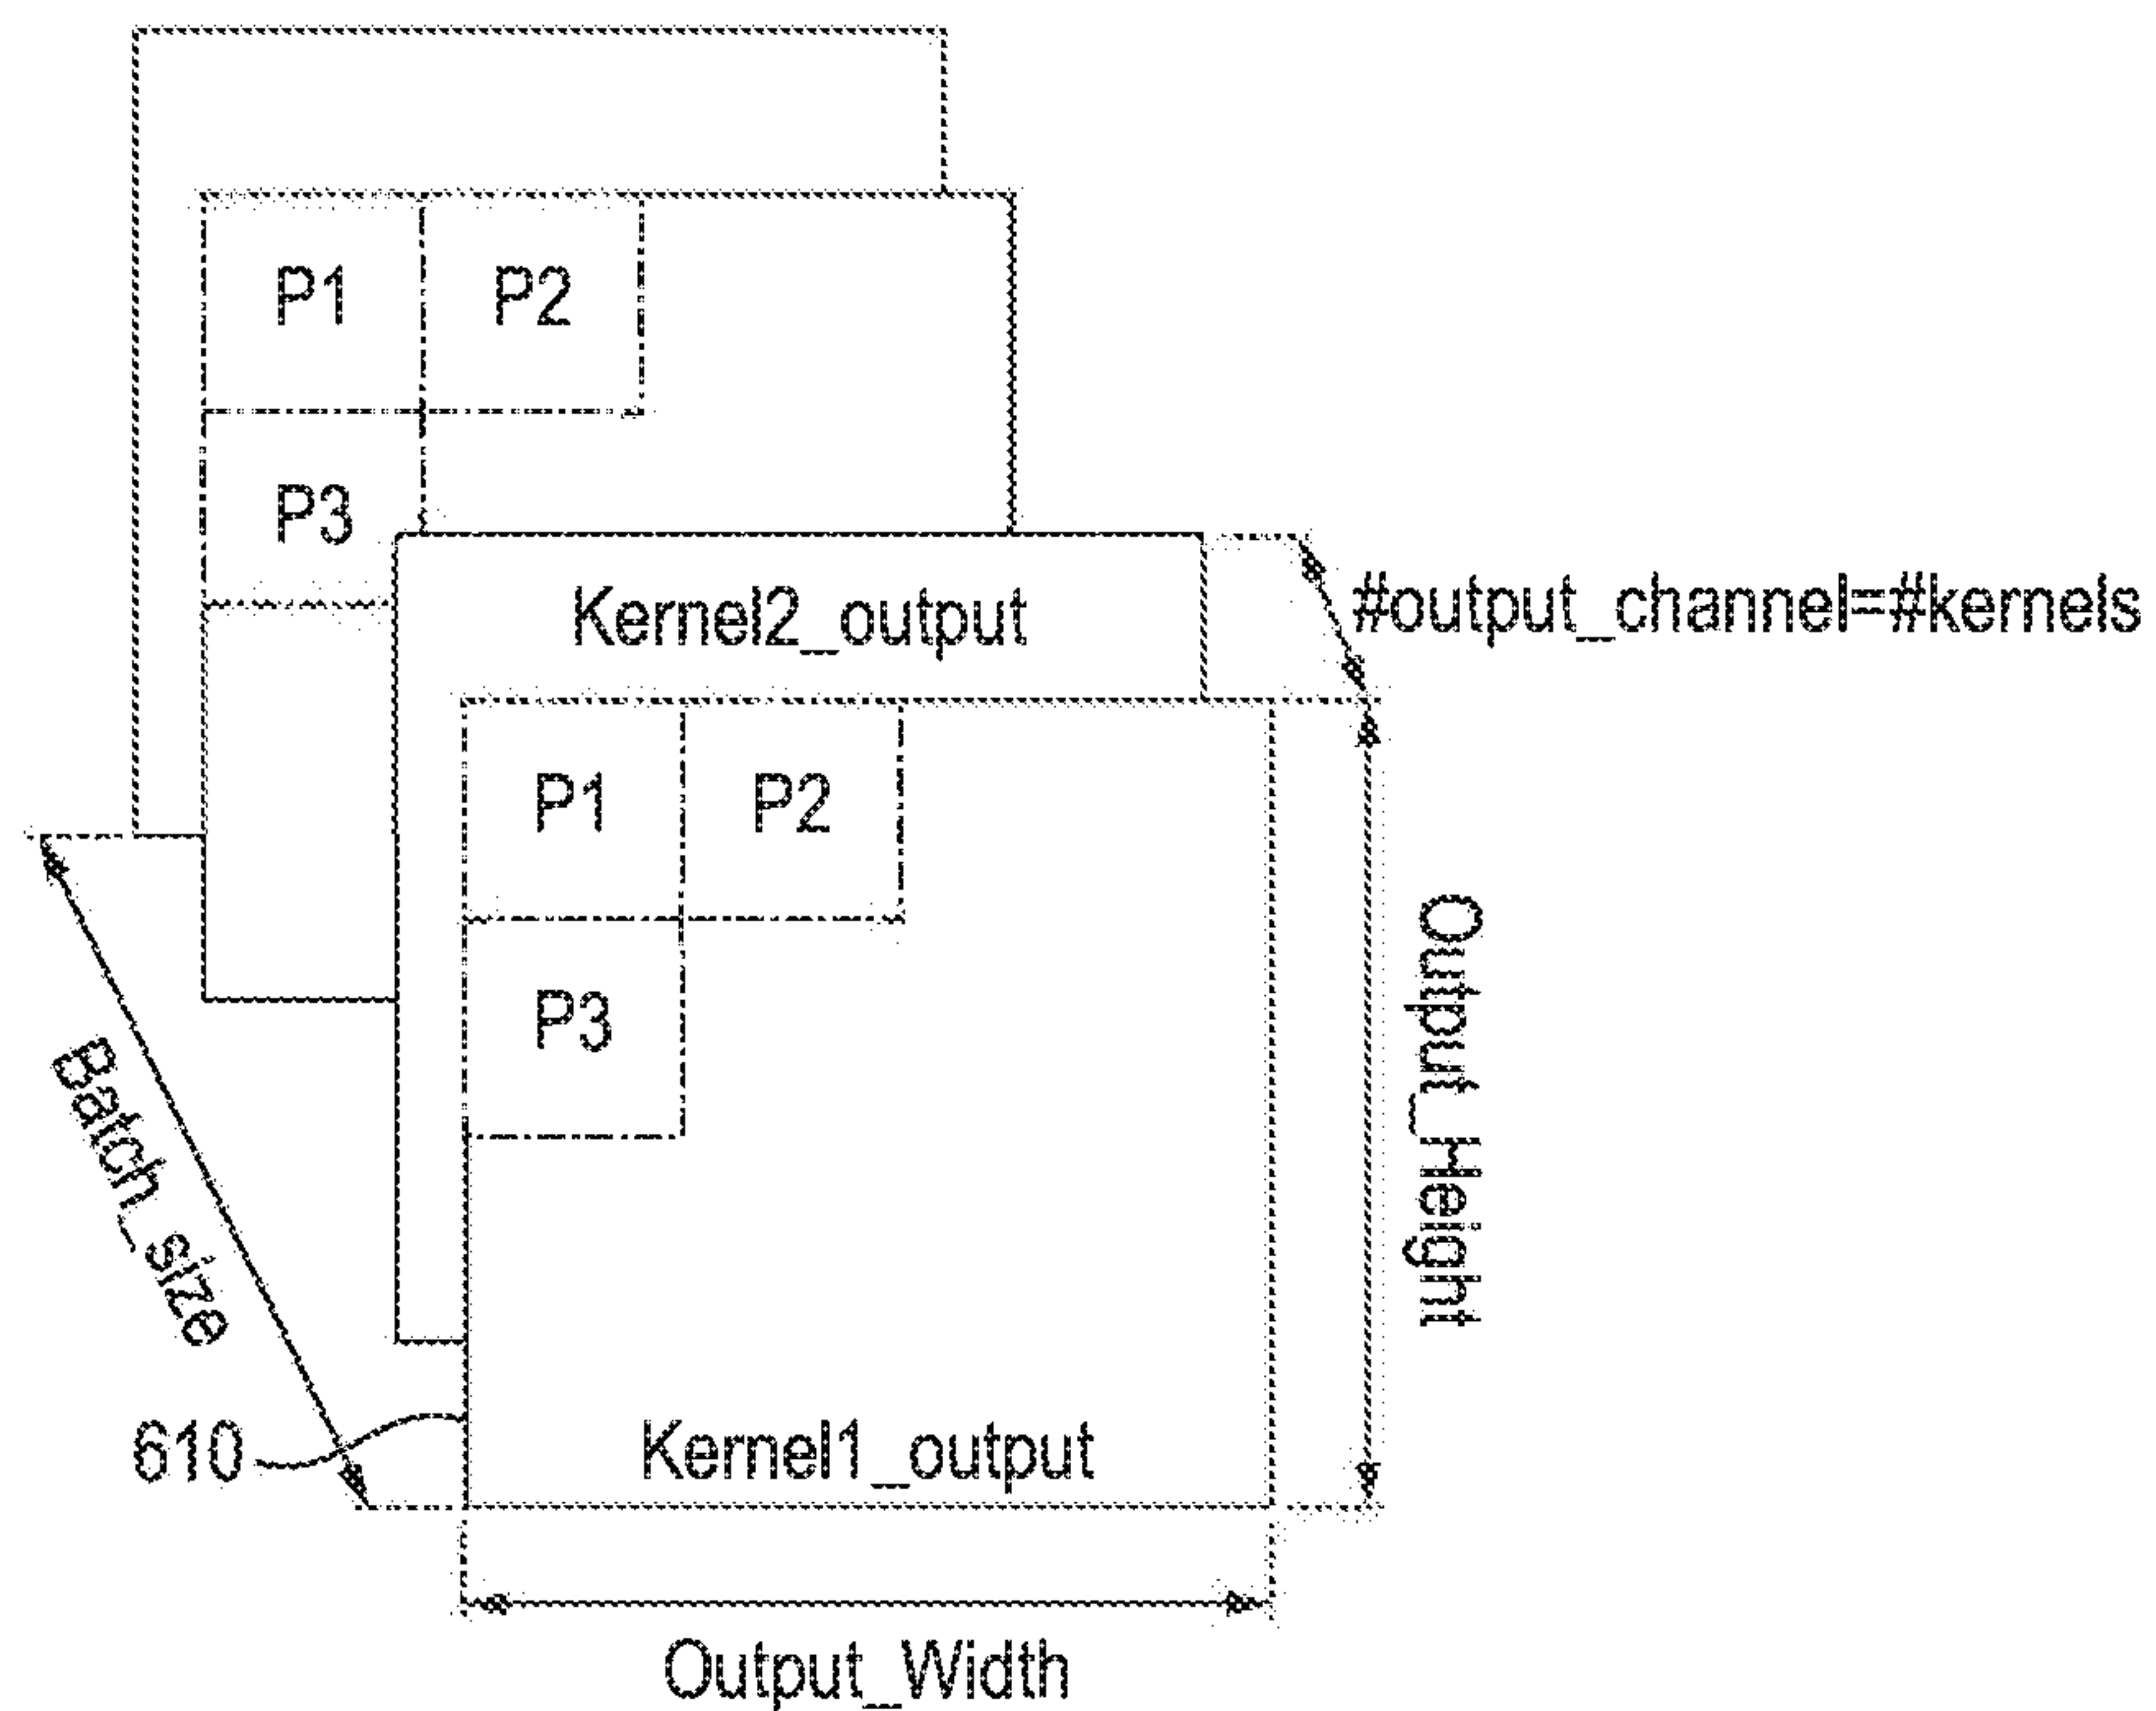 P1 P2
P3
Kernel2_output
#output_channel=#kernels
P1 P2
P3
Output_Height
Batch_size
610
Kernel1_output
Output_Width